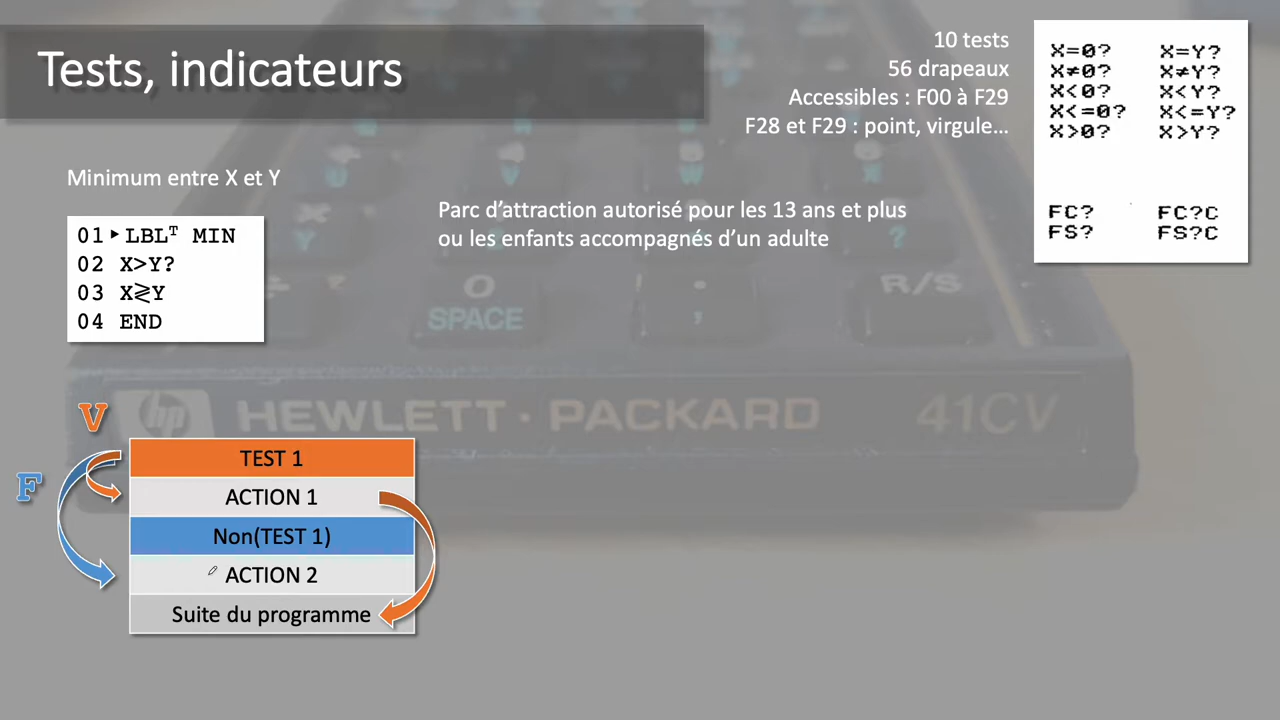 Tests, indicateurs
10 tests
56 drapeaux
Accessibles : F00 à F29
F28 et F29 : point, virgule...
X=0? X=Y?
X≠0? X≠Y?
X<0? X<Y?
X<=0? X<=Y?
X>0? X>Y?
FC? FC?C
FS? FS?C
Minimum entre X et Y
01▸LBLᵀ MIN
02 X>Y?
03 X≷Y
04 END
Parc d'attraction autorisé pour les 13 ans et plus
ou les enfants accompagnés d'un adulte
V
F
TEST 1
ACTION 1
Non(TEST 1)
ACTION 2
Suite du programme
U V W X
Y ?
0
SPACE
R/S
hp HEWLETT·PACKARD 41CV